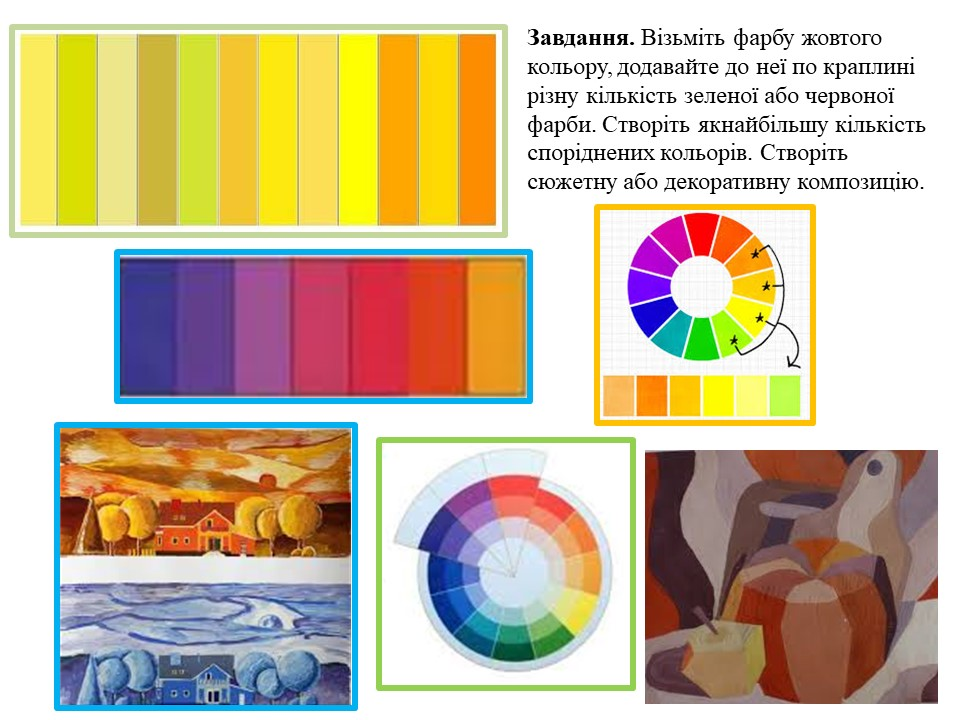 Завдання. Візьміть фарбу жовтого
кольору, додавайте до неї по краплині
різну кількість зеленої або червоної
фарби. Створіть якнайбільшу кількість
споріднених кольорів. Створіть
сюжетну або декоративну композицію.